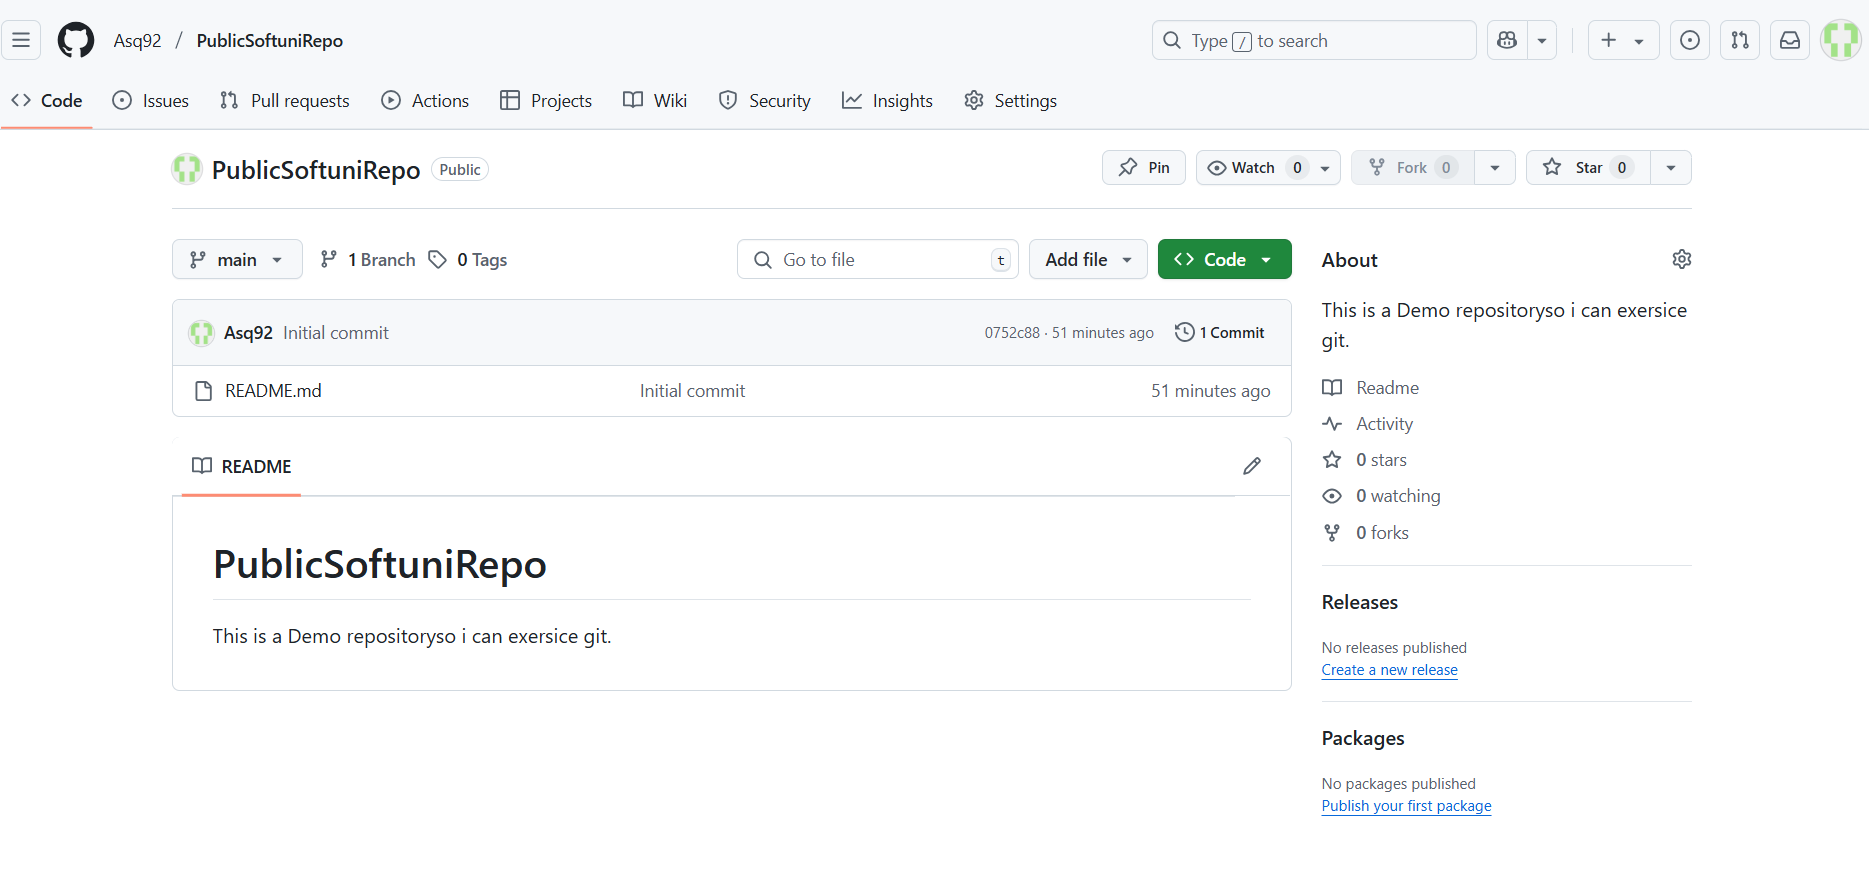 Asq92 / PublicSoftuniRepo
Type / to search
Code Issues Pull requests Actions Projects Wiki Security Insights Settings
PublicSoftuniRepo Public
Pin Watch 0 Fork 0 Star 0
main 1 Branch 0 Tags
Go to file t Add file Code
Asq92 Initial commit 0752c88 · 51 minutes ago 1 Commit
README.md Initial commit 51 minutes ago
README
PublicSoftuniRepo
This is a Demo repositoryso i can exersice git.
About
This is a Demo repositoryso i can exersice
git.
Readme
Activity
0 stars
0 watching
0 forks
Releases
No releases published
Create a new release
Packages
No packages published
Publish your first package